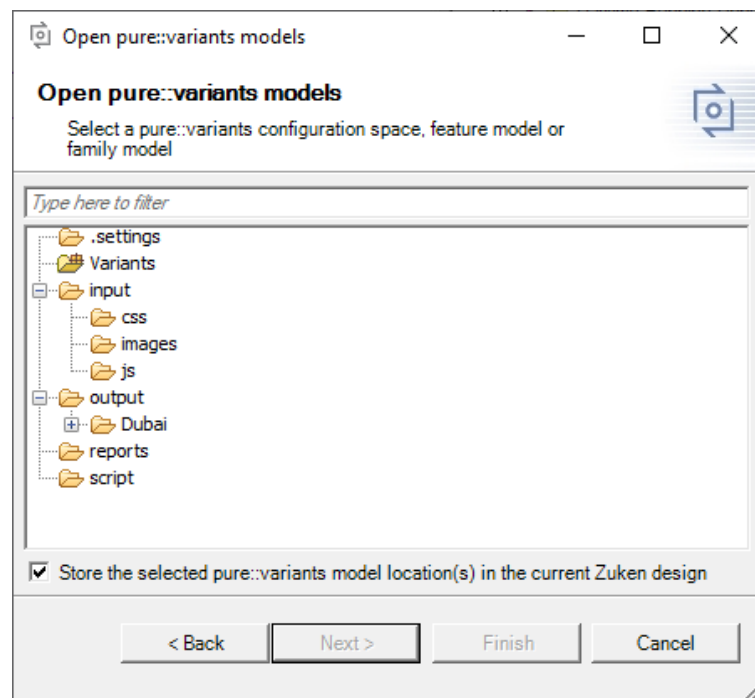 Open pure::variants models
Open pure::variants models
Select a pure::variants configuration space, feature model or
family model
Type here to filter
.settings
Variants
input
css
images
js
output
Dubai
reports
script
Store the selected pure::variants model location(s) in the current Zuken design
< Back Next > Finish Cancel